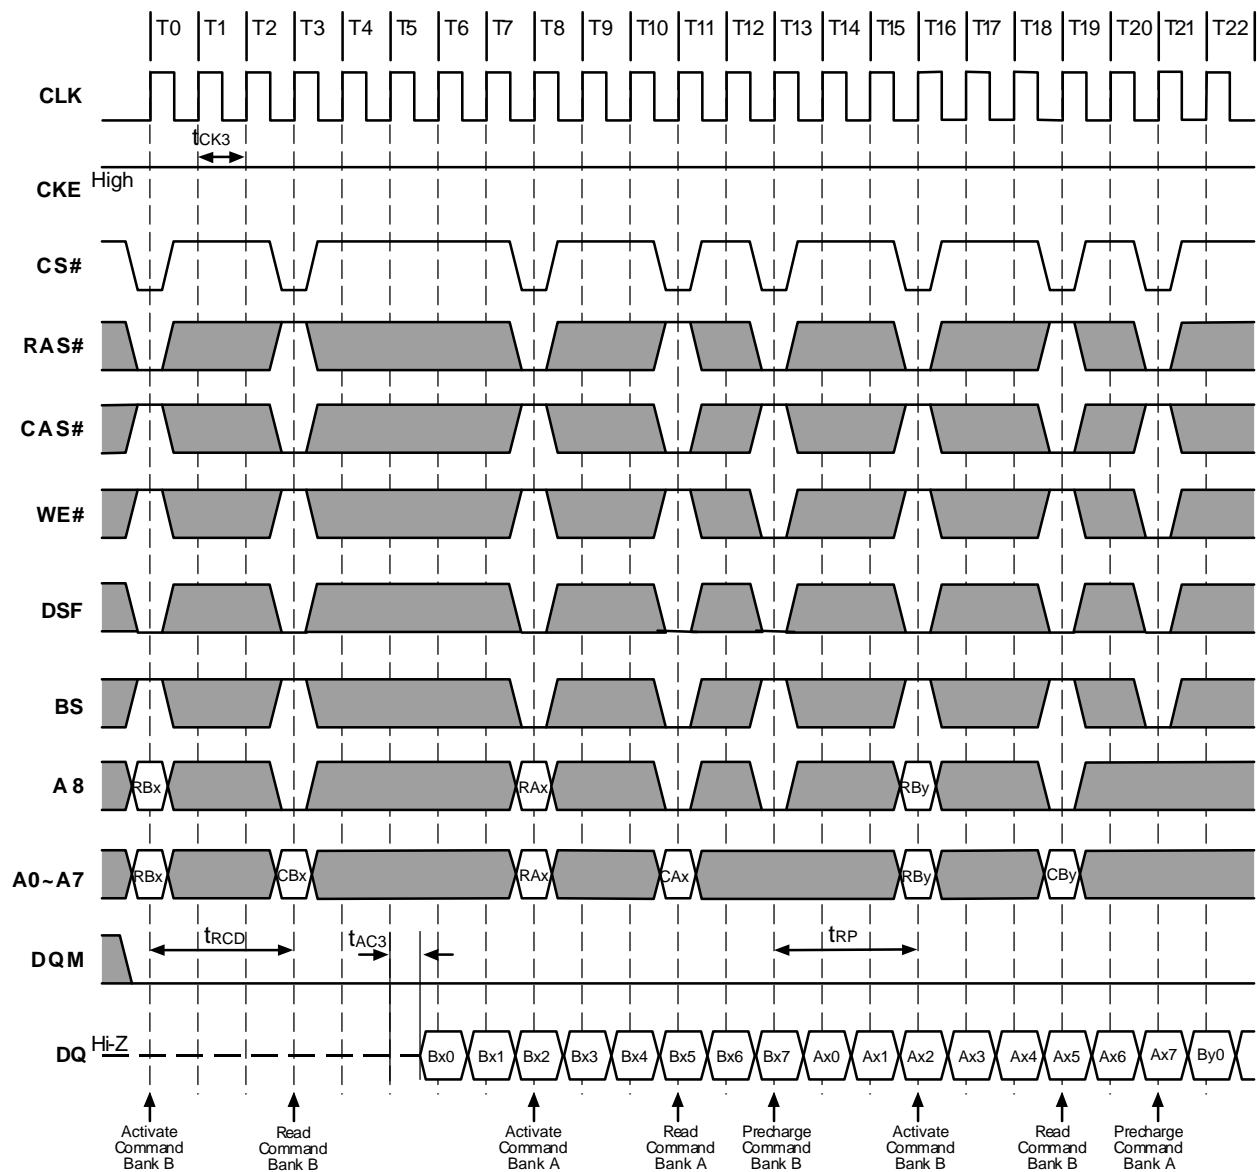 T0 T1 T2 T3 T4 T5 T6 T7 T8 T9 T10 T11 T12 T13 T14 T15 T16 T17 T18 T19 T20 T21 T22
CLK
tCK3
CKE High
CS#
RAS#
CAS#
WE#
DSF
BS
A8 RBx RAx RBy
A0~A7 RBx CBx RAx CAx RBy CBy
DQM tRCD tAC3 tRP
DQ Hi-Z Bx0 Bx1 Bx2 Bx3 Bx4 Bx5 Bx6 Bx7 Ax0 Ax1 Ax2 Ax3 Ax4 Ax5 Ax6 Ax7 By0
Activate Command Bank B
Read Command Bank B
Activate Command Bank A
Read Command Bank A
Precharge Command Bank B
Activate Command Bank B
Read Command Bank B
Precharge Command Bank A